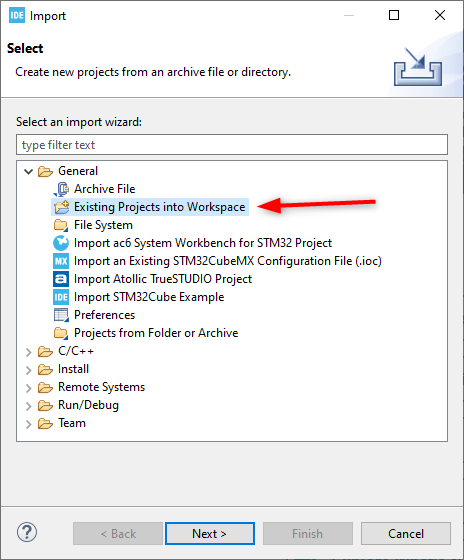 IDE Import
Select
Create new projects from an archive file or directory.
Select an import wizard:
type filter text
General
Archive File
Existing Projects into Workspace
File System
Import ac6 System Workbench for STM32 Project
MX Import an Existing STM32CubeMX Configuration File (.ioc)
a Import Atollic TrueSTUDIO Project
IDE Import STM32Cube Example
Preferences
Projects from Folder or Archive
C/C++
Install
Remote Systems
Run/Debug
Team
? < Back Next > Finish Cancel